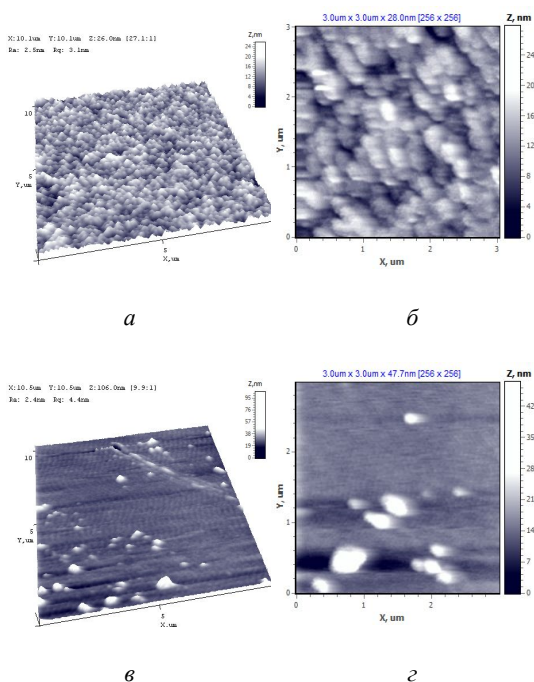 X:10.1um Y:10.1um Z:26.0nm [27.1:1]
Ra: 2.5nm Rq: 3.1nm
Z,nm
24
20
16
12
8
4
0
10
5
Y,um
5
X,um
3.0um x 3.0um x 28.0nm [256 x 256]
Z, nm
3
2
1
0
Y, um
0 1 2 3
X, um
24
20
16
12
8
4
0
а
б
X:10.5um Y:10.5um Z:106.0nm [9.9:1]
Ra: 2.4nm Rq: 4.4nm
Z,nm
95
76
57
38
19
0
10
5
Y,um
5
X,um
3.0um x 3.0um x 47.7nm [256 x 256]
Z, nm
2
1
0
Y, um
0 1 2
X, um
42
35
28
21
14
7
0
в
г